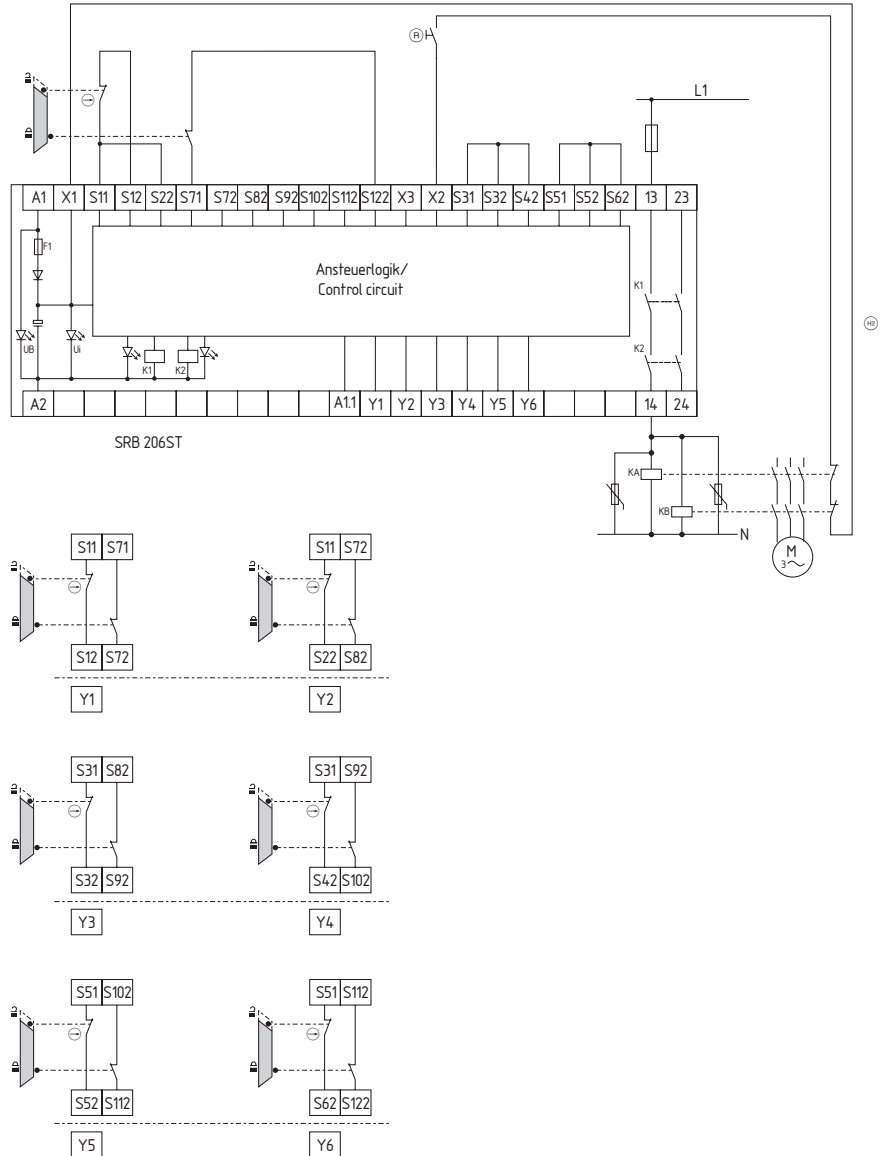 R
L1
A1 X1 S11 S12 S22 S71 S72 S82 S92 S102 S112 S122 X3 X2 S31 S32 S42 S51 S52 S62 13 23
F1
Ansteuerlogik/
Control circuit
K1
H2
UB Ui K1 K2 K2
A2 A1.1 Y1 Y2 Y3 Y4 Y5 Y6 14 24
SRB 206ST
KA
KB
N
M
3~
S11 S71 S11 S72
S12 S72 S22 S82
Y1 Y2
S31 S82 S31 S92
S32 S92 S42 S102
Y3 Y4
S51 S102 S51 S112
S52 S112 S62 S122
Y5 Y6